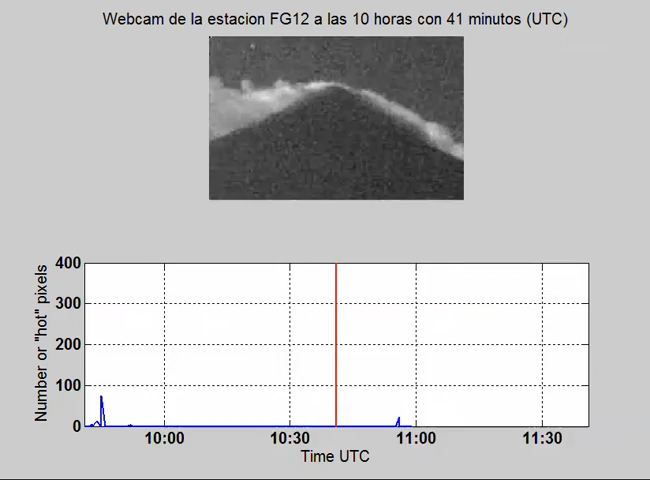 Webcam de la estacion FG12 a las 10 horas con 41 minutos (UTC)
400
300
200
100
0
Number or "hot" pixels
10:00 10:30 11:00 11:30
Time UTC